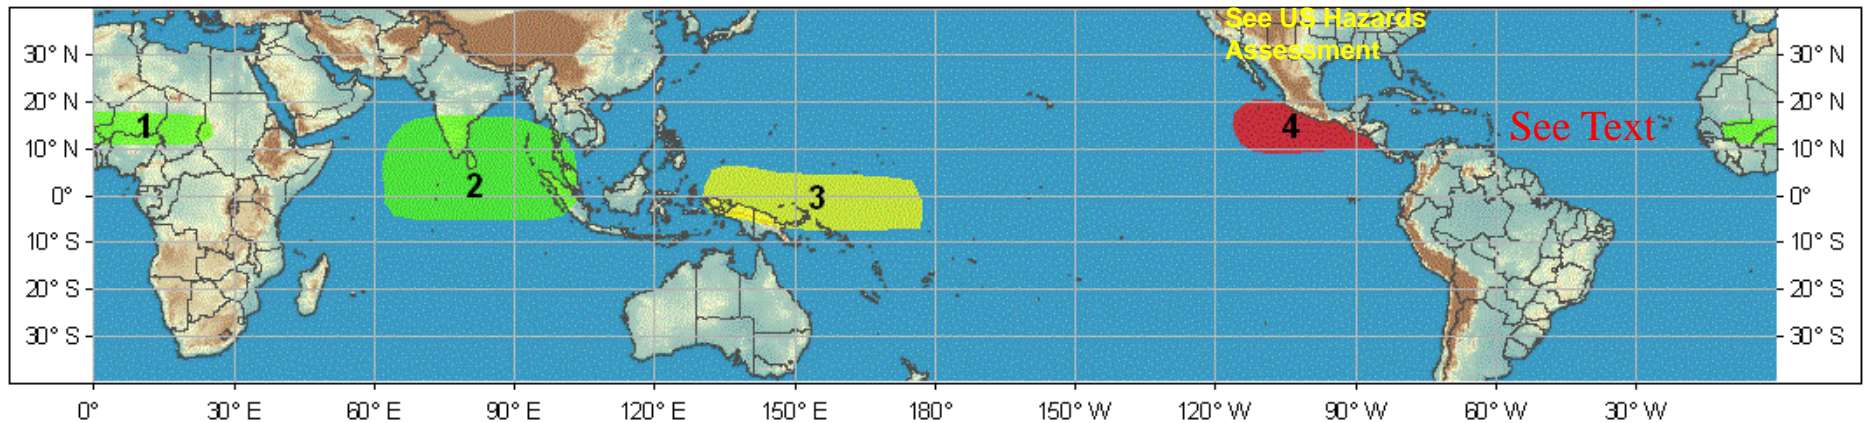 See US Hazards
Assessment
30° N
30° N
20° N
20° N
1
4
See Text
10° N
10° N
2
3
0°
0°
10° S
10° S
20° S
20° S
30° S
30° S
0°
30° E
60° E
90° E
120° E
150° E
180°
150° W
120° W
90° W
60° W
30° W